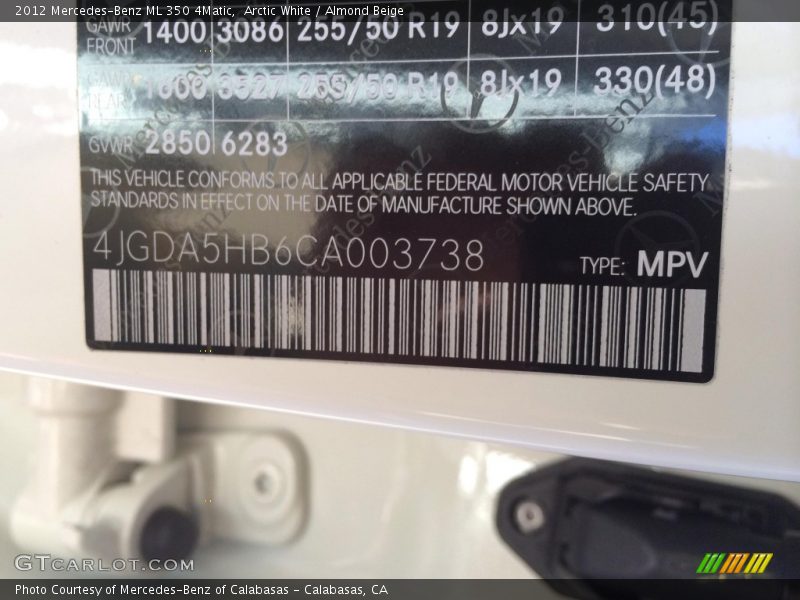 2012 Mercedes-Benz ML 350 4Matic,  Arctic White / Almond Beige
GAWR FRONT 1400 3086 255/50 R19 8Jx19 310(45)
1600 3527 255/50 R19 8Jx19 330(48)
GVWR 2850 6283
THIS VEHICLE CONFORMS TO ALL APPLICABLE FEDERAL MOTOR VEHICLE SAFETY
STANDARDS IN EFFECT ON THE DATE OF MANUFACTURE SHOWN ABOVE.
4JGDA5HB6CA003738 TYPE: MPV
GTCARLOT.COM
Photo Courtesy of Mercedes-Benz of Calabasas - Calabasas, CA